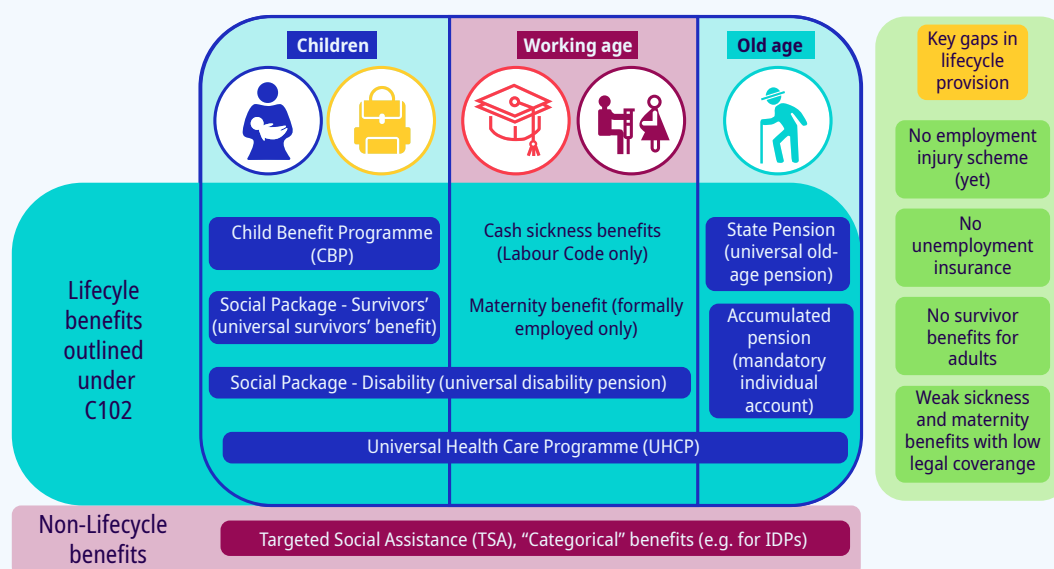 Children
Working age
Old age
Key gaps in
lifecycle
provision
Lifecyle
benefits
outlined
under
C102
Child Benefit Programme
(CBP)
Social Package - Survivors’
(universal survivors’ benefit)
Cash sickness benefits
(Labour Code only)
Maternity benefit (formally
employed only)
State Pension
(universal old-
age pension)
Accumulated
pension
(mandatory
individual
account)
Social Package - Disability (universal disability pension)
Universal Health Care Programme (UHCP)
No employment
injury scheme
(yet)
No
unemployment
insurance
No survivor
benefits for
adults
Weak sickness
and maternity
benefits with low
legal coverange
Non-Lifecycle
benefits
Targeted Social Assistance (TSA), “Categorical” benefits (e.g. for IDPs)